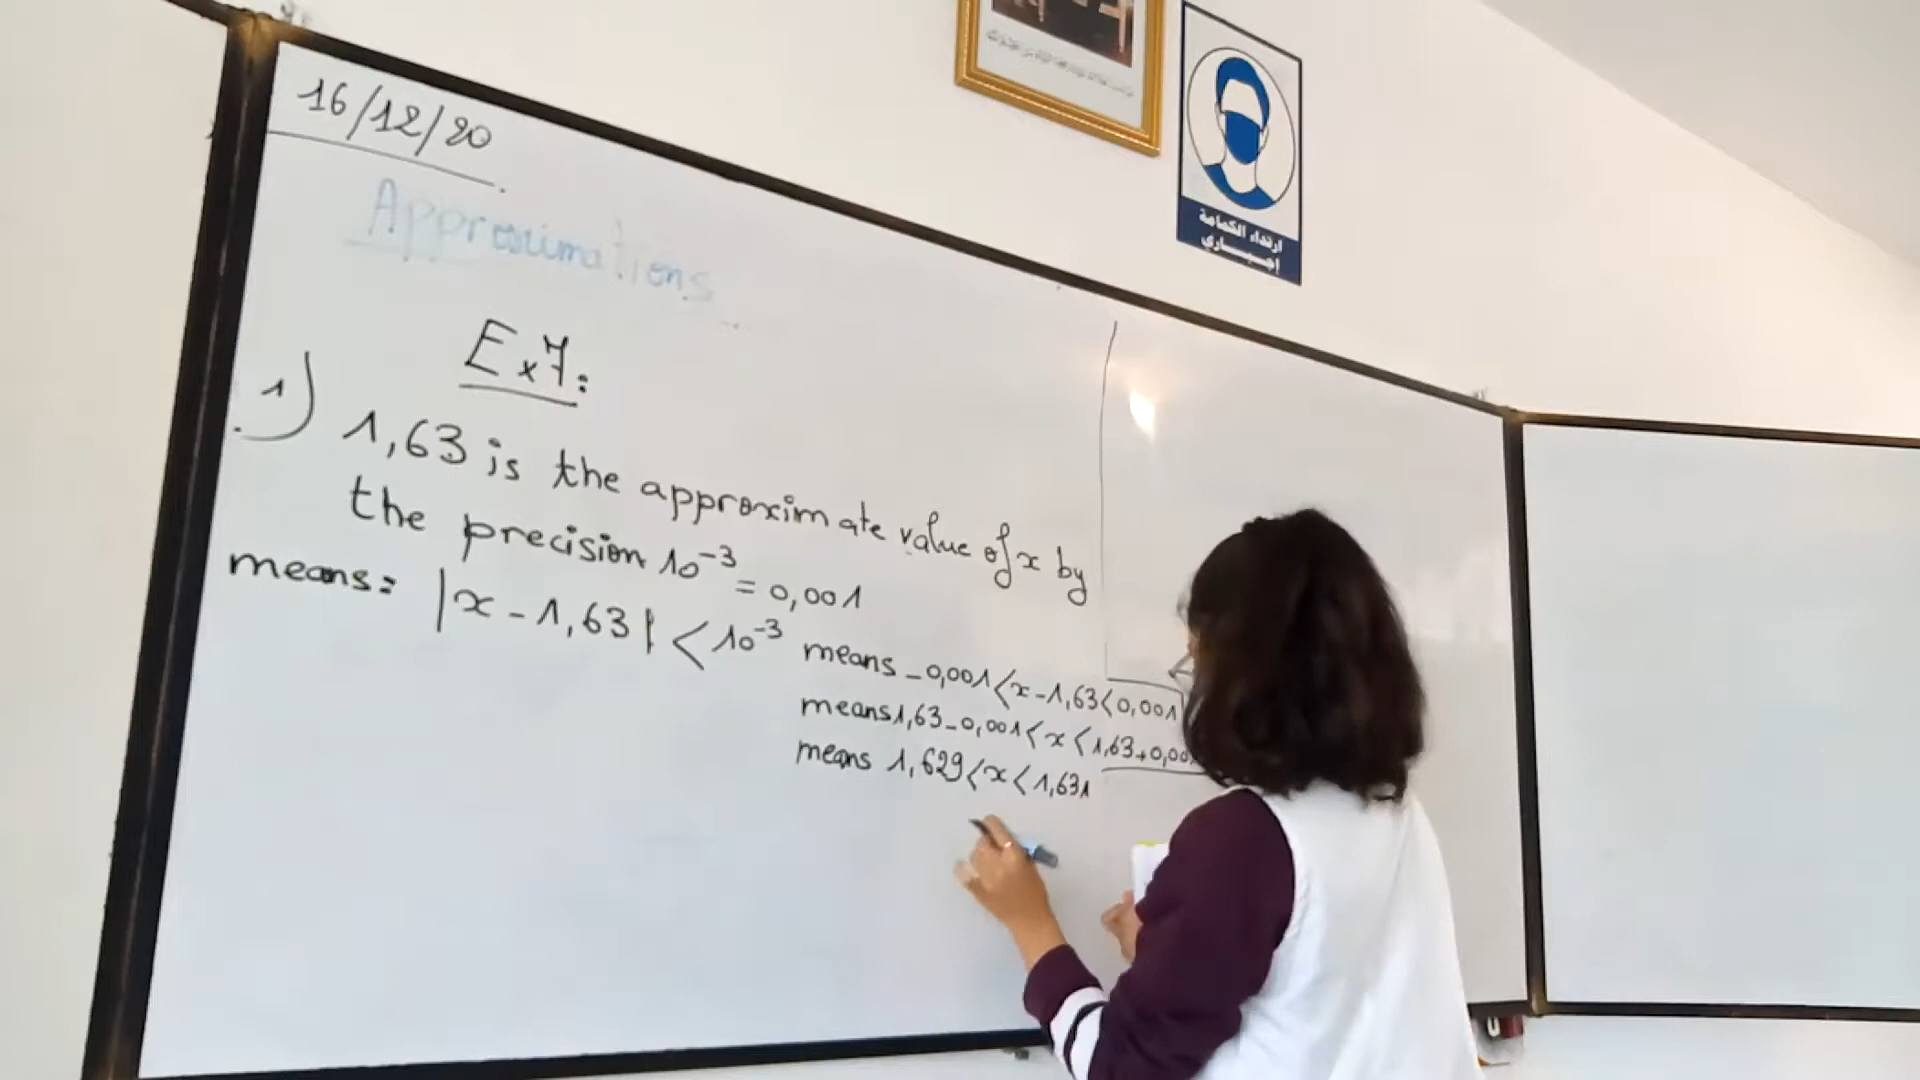 16/12/20
Approximations
Ex7:
1) 1,63 is the approximate value of x by
the precision 10⁻³ = 0,001
means: |x - 1,63| < 10⁻³ means -0,001 < x - 1,63 < 0,001
means 1,63 - 0,001 < x < 1,63 + 0,00
means 1,629 < x < 1,631
ارتداء الكمامة
إجبــاري